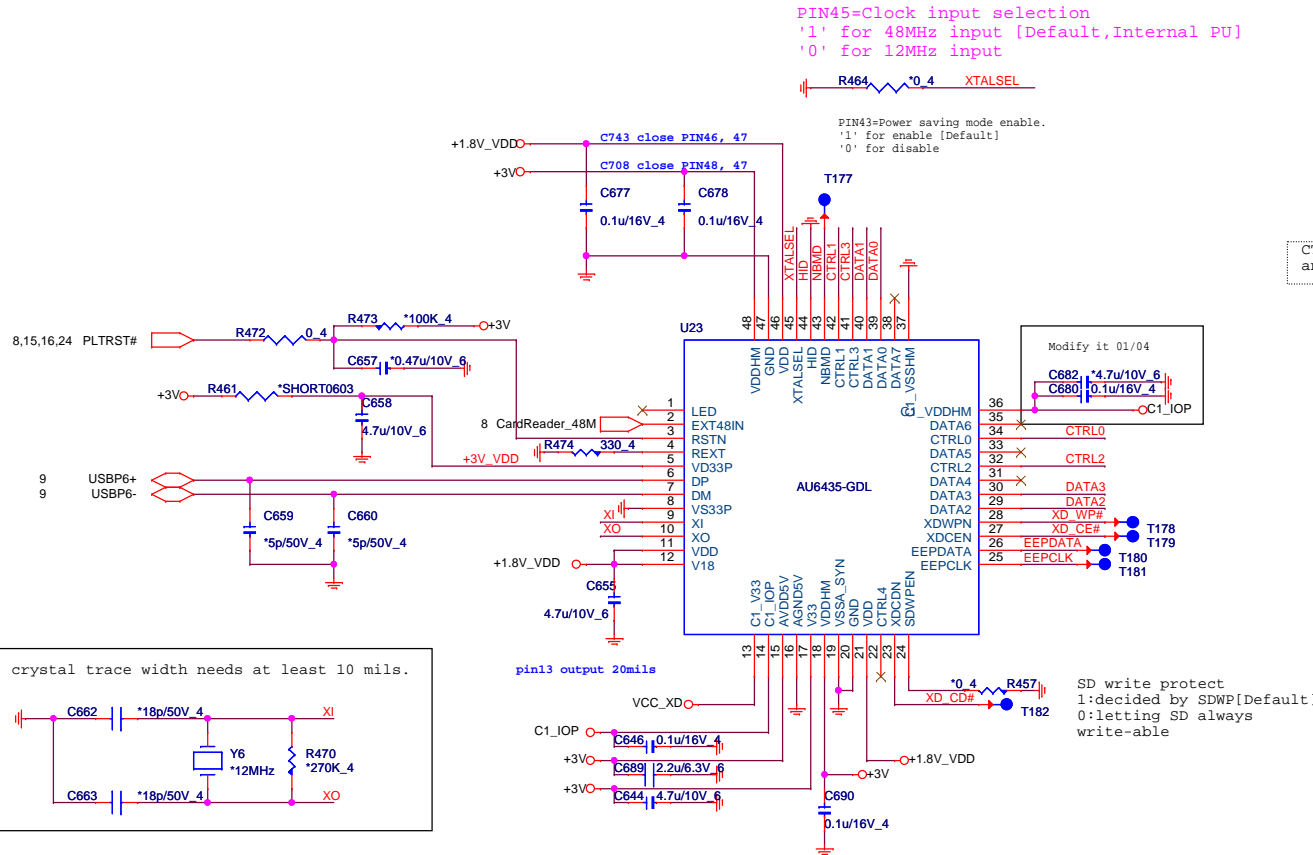 PIN45=Clock input selection
'1' for 48MHz input [Default,Internal PU]
'0' for 12MHz input
R464 *0_4 XTALSEL
PIN43=Power saving mode enable.
'1' for enable [Default]
'0' for disable
+1.8V_VDD
C743 close PIN46, 47
+3V
C708 close PIN48, 47
T177
C677
0.1u/16V_4
C678
0.1u/16V_4
XTALSEL
HID
NBMD
CTRL1
CTRL3
DATA1
DATA0
48
47
46
45
44
43
42
41
40
39
38
37
U23
VDDHM
GND
VDD
XTALSEL
HID
NBMD
CTRL1
CTRL3
DATA1
DATA0
DATA7
C1_VSSHM
8,15,16,24 PLTRST#
R472 0_4
R473 *100K_4
+3V
C657 *0.47u/10V_6
+3V
R461 *SHORT0603
C658
4.7u/10V_6
8 CardReader_48M
R474 330_4
+3V_VDD
9 USBP6+
9 USBP6-
C659
*5p/50V_4
C660
*5p/50V_4
XI
XO
+1.8V_VDD
C655
4.7u/10V_6
1 LED
2 EXT48IN
3 RSTN
4 REXT
5 VD33P
6 DP
7 DM
8 VS33P
9 XI
10 XO
11 VDD
12 V18
AU6435-GDL
C1_VDDHM 36
DATA6 35
CTRL0 34 CTRL0
DATA5 33
CTRL2 32 CTRL2
DATA4 31
DATA3 30 DATA3
DATA2 29 DATA2
XDWPN 28 XD_WP# T178
XDCEN 27 XD_CE# T179
EEPDATA 26 EEPDATA T180
EEPCLK 25 EEPCLK T181
Modify it 01/04
C682 *4.7u/10V_6
C680 0.1u/16V_4
C1_IOP
C1_V33
C1_IOP
AVDD5V
AGND5V
V33
VDDHM
VSSA_SYN
GND
VDD
CTRL4
XDCDN
SDWPEN
13
14
15
16
17
18
19
20
21
22
23
24
pin13 output 20mils
VCC_XD
C1_IOP
C646 0.1u/16V_4
+3V
C689 2.2u/6.3V_6
+3V
C644 4.7u/10V_6
+1.8V_VDD
+3V
C690
0.1u/16V_4
*0_4 R457
XD_CD# T182
SD write protect
1:decided by SDWP[Default]
0:letting SD always
write-able
crystal trace width needs at least 10 mils.
C662 *18p/50V_4 XI
Y6
*12MHz
R470
*270K_4
C663 *18p/50V_4 XO